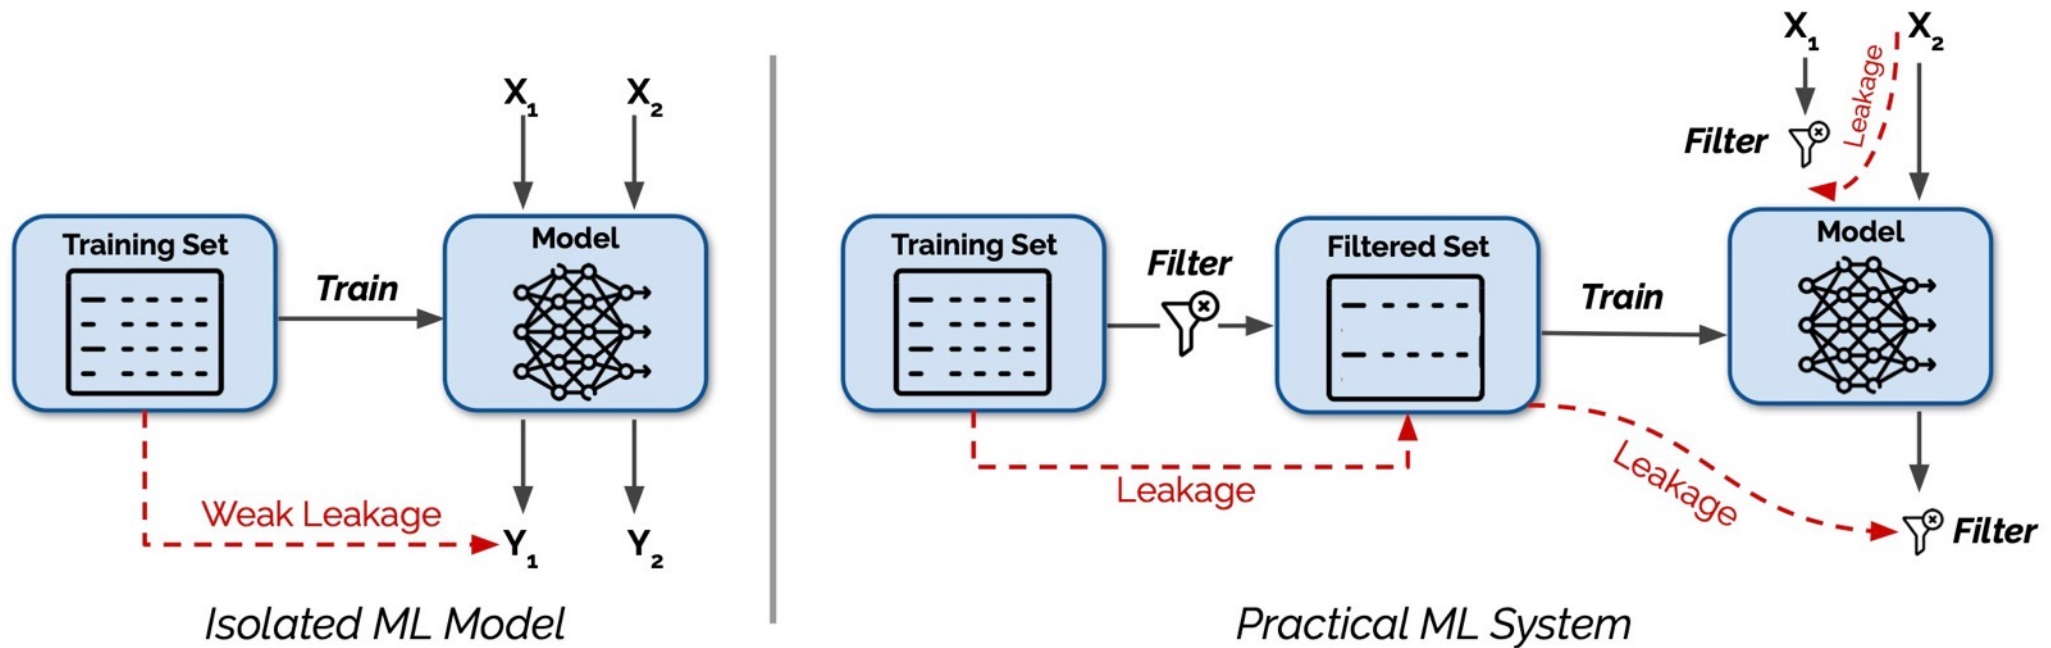 X₁ X₂
Training Set
Train
Model
Weak Leakage
Y₁ Y₂
Isolated ML Model
X₁ X₂
Leakage
Filter
Training Set
Filter
Filtered Set
Train
Model
Leakage
Leakage
Filter
Practical ML System